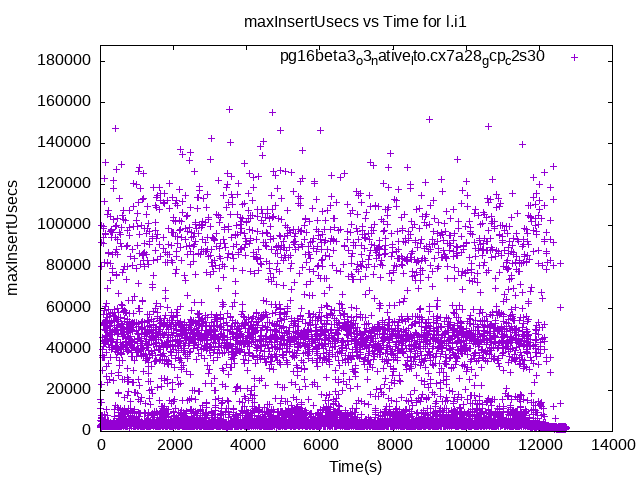 maxInsertUsecs vs Time for l.i1
pg16beta3o3nativelto.cx7a28gcpc2s30
180000
160000
140000
120000
100000
80000
60000
40000
20000
0
maxInsertUsecs
0 2000 4000 6000 8000 10000 12000 14000
Time(s)